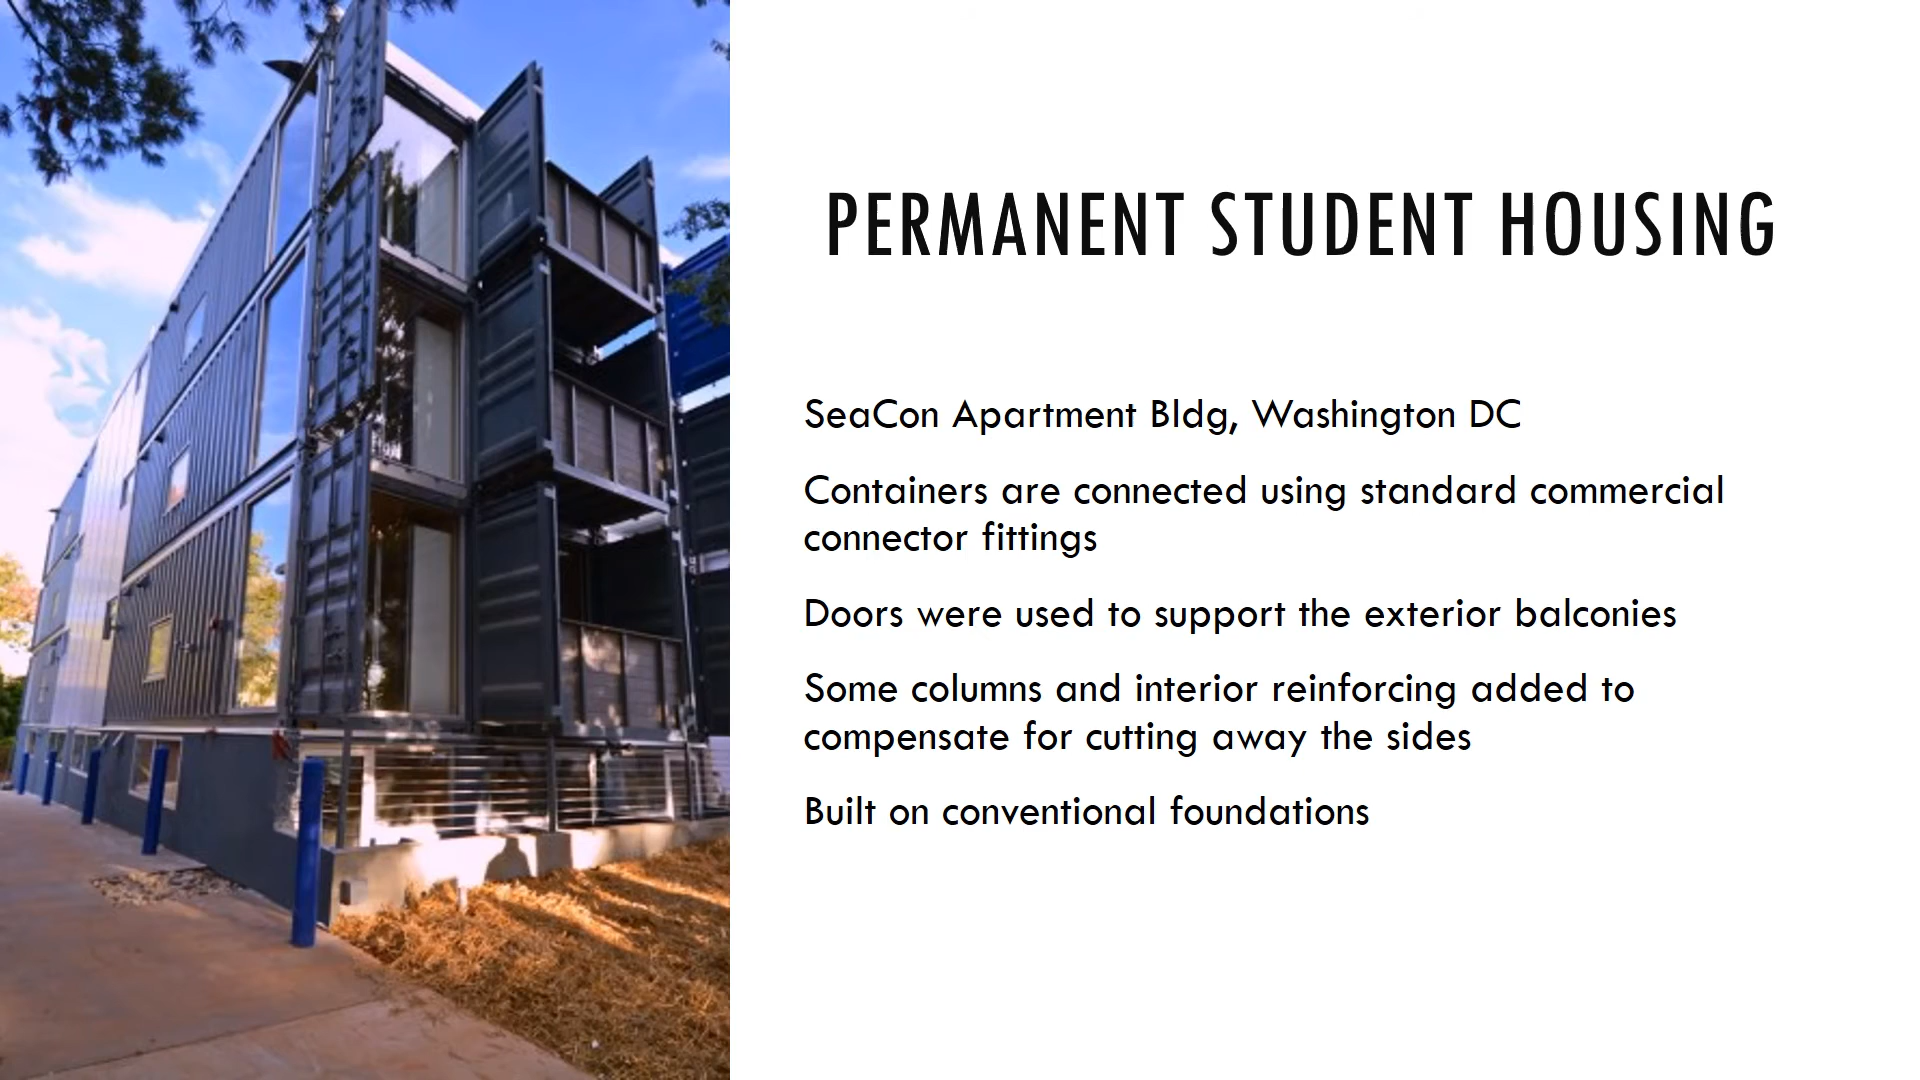 PERMANENT STUDENT HOUSING
SeaCon Apartment Bldg, Washington DC
Containers are connected using standard commercial
connector fittings
Doors were used to support the exterior balconies
Some columns and interior reinforcing added to
compensate for cutting away the sides
Built on conventional foundations